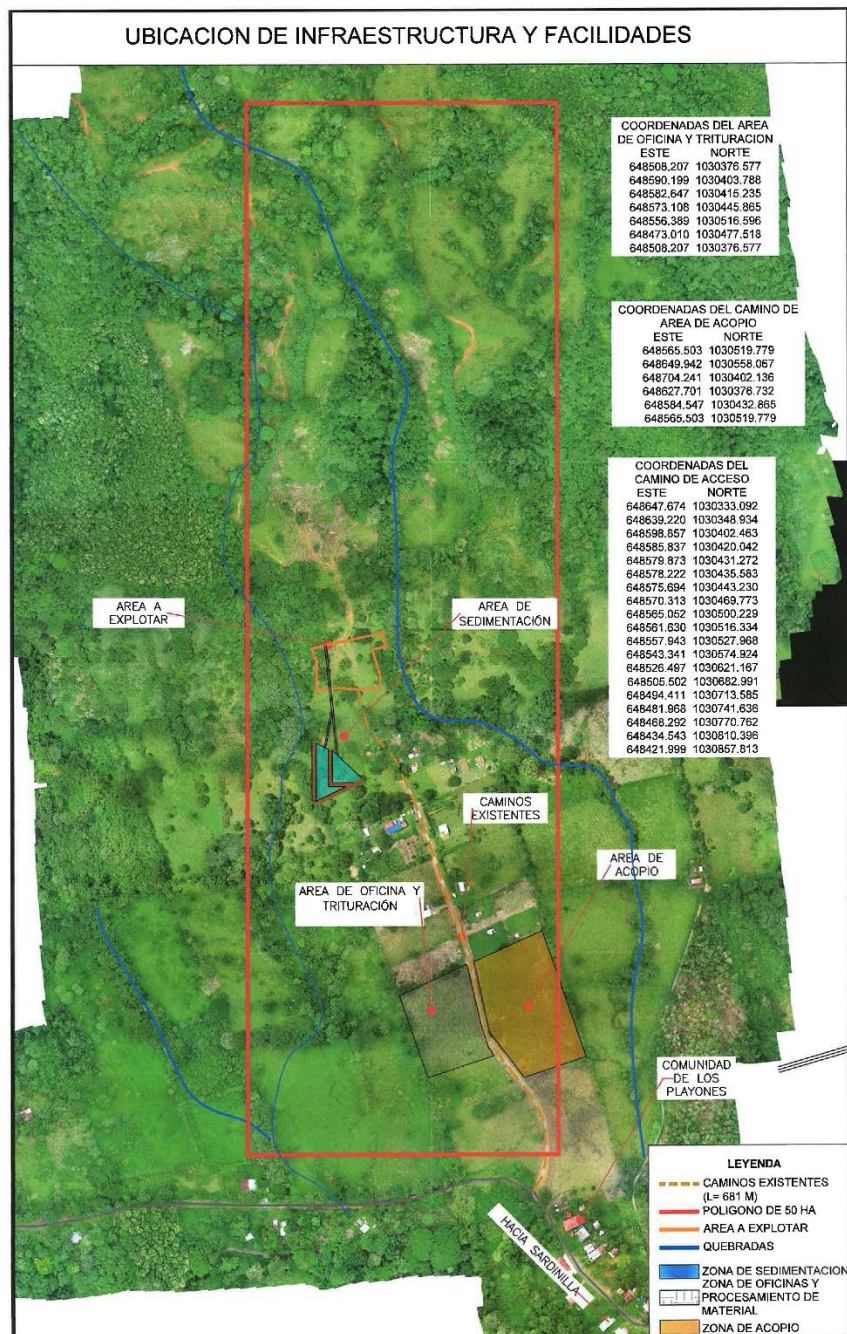 UBICACION DE INFRAESTRUCTURA Y FACILIDADES
COORDENADAS DEL AREA
DE OFICINA Y TRITURACION
ESTE NORTE
648508.207 1030376.577
648590.199 1030403.788
648582.647 1030415.235
648573.108 1030445.865
648556.389 1030516.596
648473.010 1030477.518
648508.207 1030376.577
COORDENADAS DEL CAMINO DE
AREA DE ACOPIO
ESTE NORTE
648565.503 1030519.779
648649.942 1030558.067
648704.241 1030402.136
648627.701 1030376.732
648584.547 1030432.865
648565.503 1030519.779
COORDENADAS DEL
CAMINO DE ACCESO
ESTE NORTE
648647.674 1030333.092
648639.220 1030348.934
648598.857 1030402.463
648585.837 1030420.042
648579.873 1030431.272
648578.222 1030435.583
648575.694 1030443.230
648570.313 1030469.773
648565.052 1030500.229
648561.630 1030516.334
648557.943 1030527.968
648543.341 1030574.924
648526.497 1030621.167
648505.502 1030682.991
648494.411 1030713.585
648481.968 1030741.636
648468.292 1030770.762
648434.543 1030810.396
648421.999 1030857.813
AREA A
EXPLOTAR
AREA DE
SEDIMENTACIÓN
CAMINOS
EXISTENTES
AREA DE
ACOPIO
AREA DE OFICINA Y
TRITURACIÓN
COMUNIDAD
DE LOS
PLAYONES
HACIA SARDINILLA
LEYENDA
CAMINOS EXISTENTES
(L= 681 M)
POLIGONO DE 50 HA
AREA A EXPLOTAR
QUEBRADAS
ZONA DE SEDIMENTACION
ZONA DE OFICINAS Y
PROCESAMIENTO DE
MATERIAL
ZONA DE ACOPIO